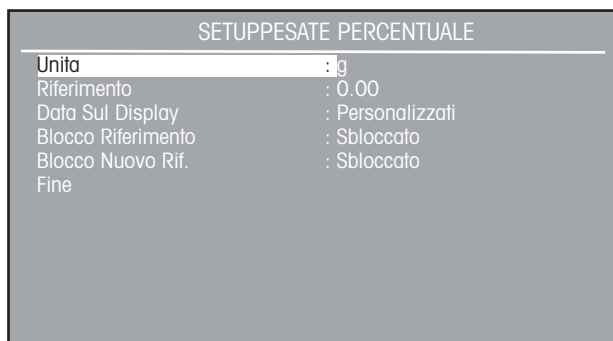 SETUPPESATE PERCENTUALE
Unita : g
Riferimento : 0.00
Data Sul Display : Personalizzati
Blocco Riferimento : Sbloccato
Blocco Nuovo Rif. : Sbloccato
Fine